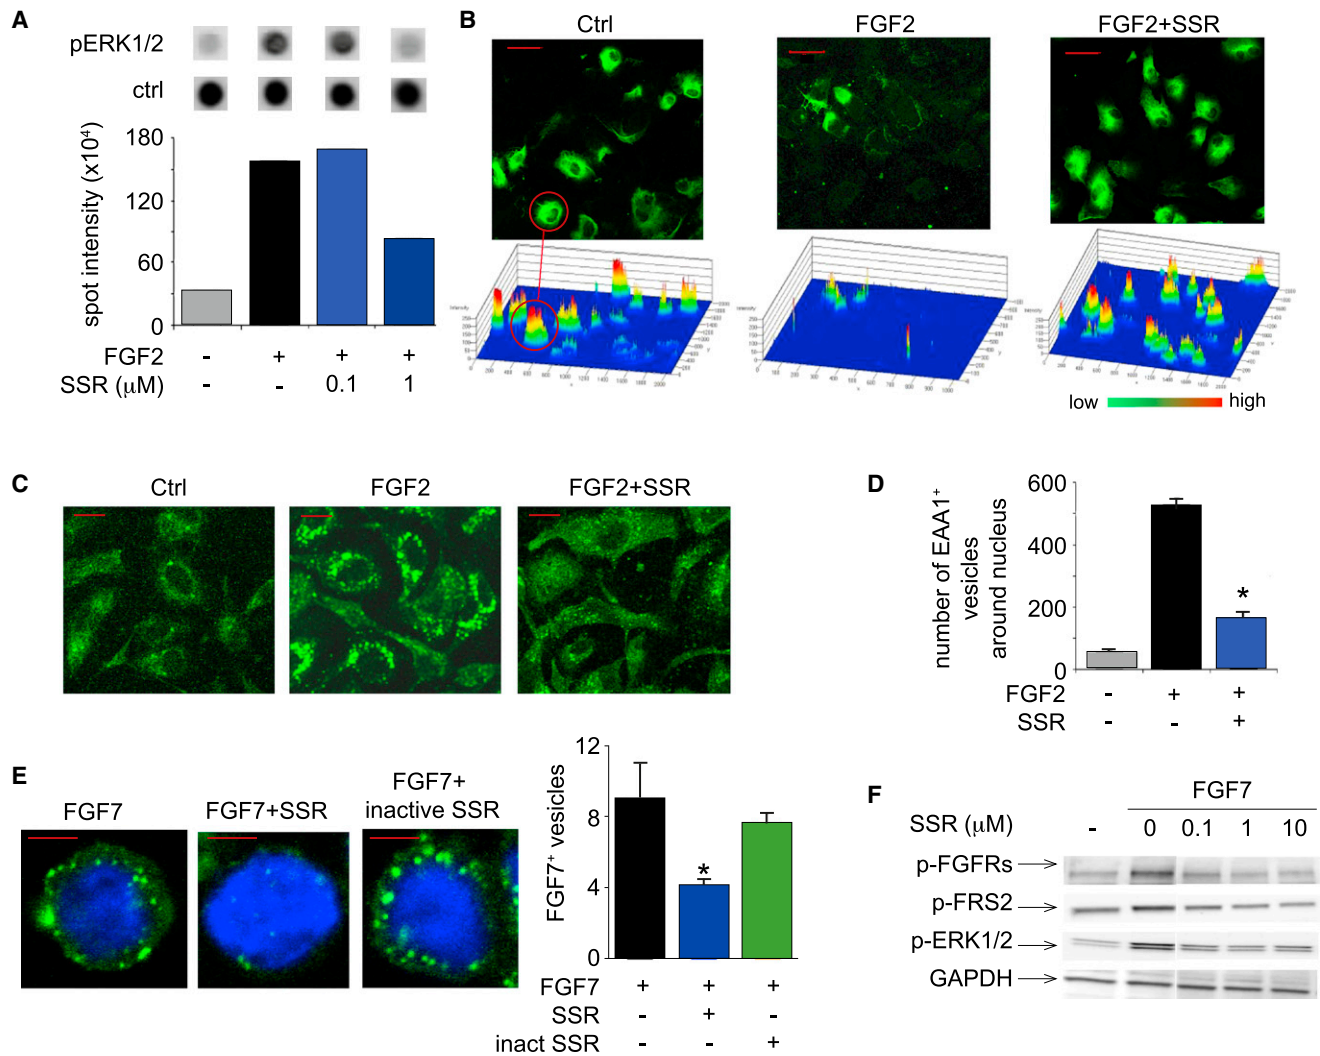 A
pERK1/2
ctrl
spot intensity (x10⁴)
180
120
60
0
FGF2 - + + +
SSR (μM) - - 0.1 1
B
Ctrl FGF2 FGF2+SSR
low high
C
Ctrl FGF2 FGF2+SSR
D
number of EAA1⁺
vesicles
around nucleus
600
400
200
0
*
FGF2 - + +
SSR - - +
E
FGF7 FGF7+SSR FGF7+
inactive SSR
FGF7⁺ vesicles
12
8
4
0
*
FGF7 + + +
SSR - + -
inact SSR - - +
F
FGF7
SSR (μM) - 0 0.1 1 10
p-FGFRs
p-FRS2
p-ERK1/2
GAPDH